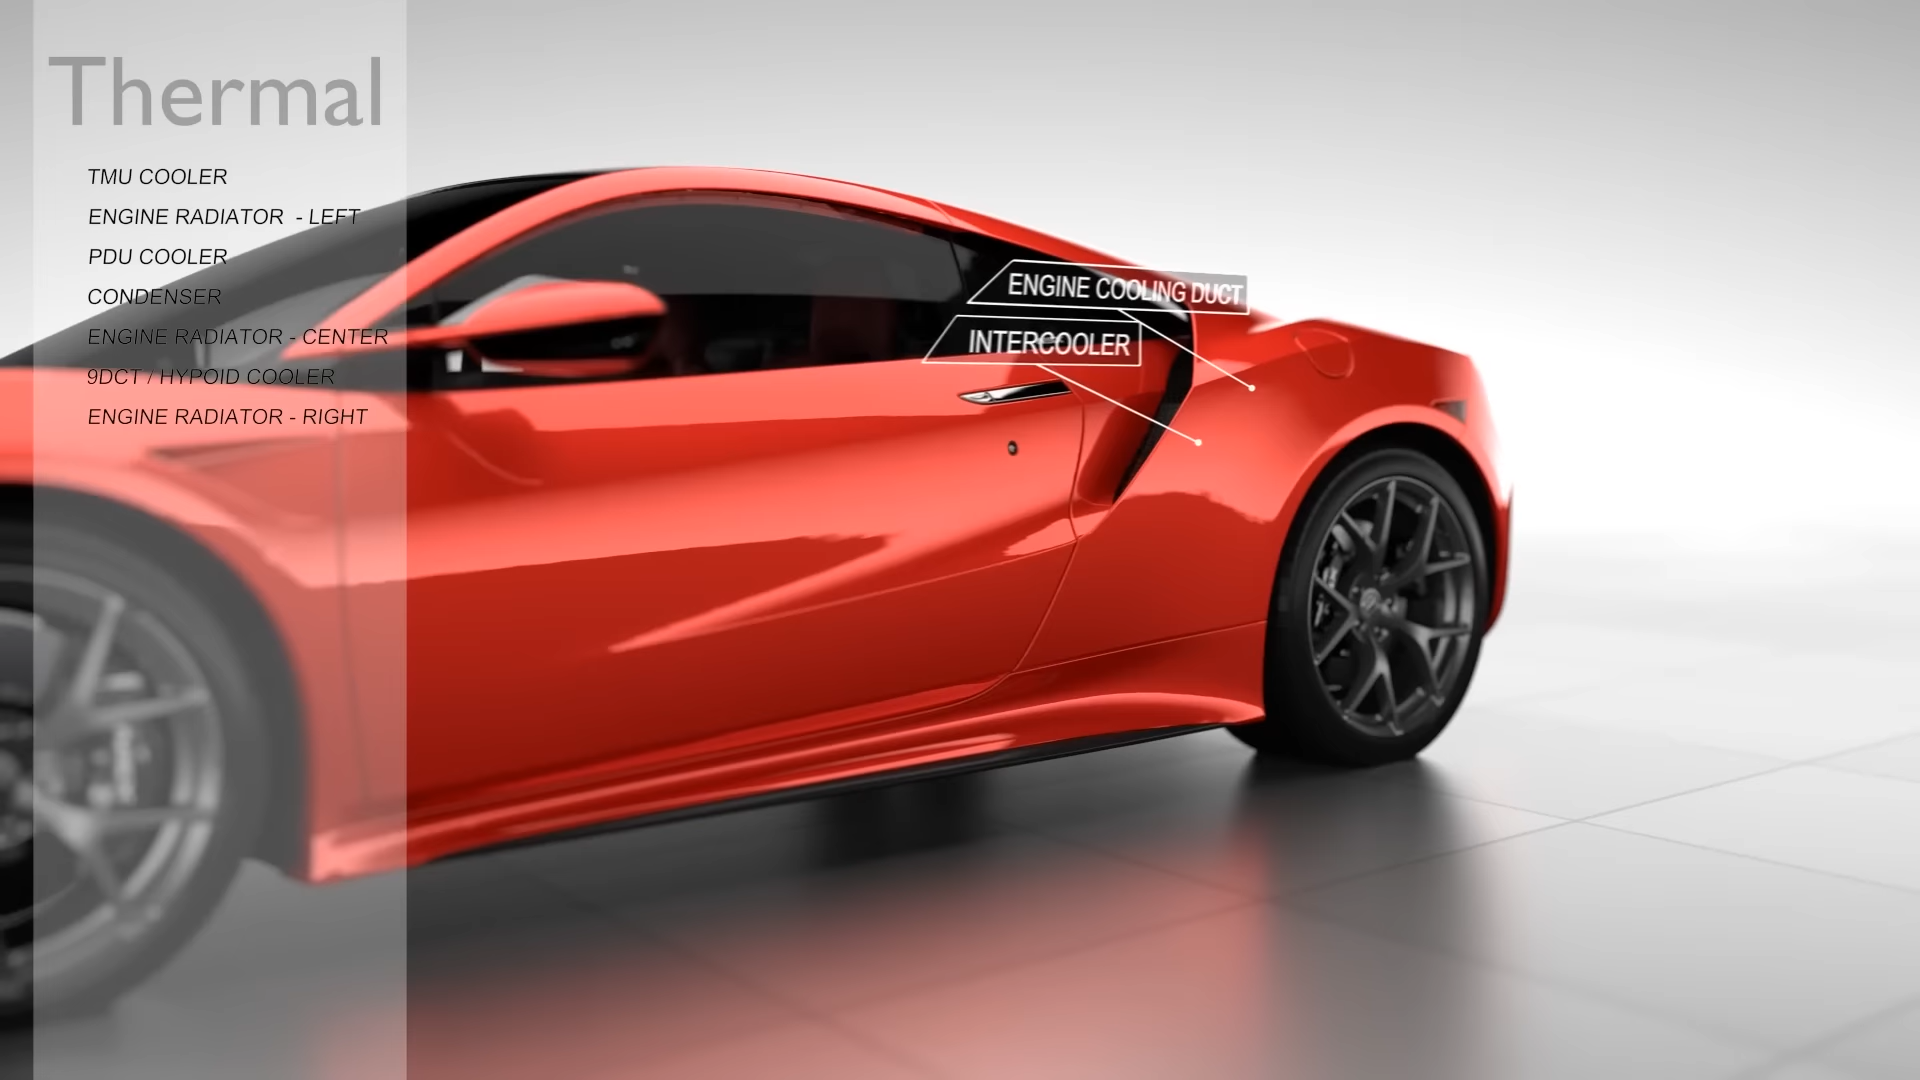 Thermal
TMU COOLER
ENGINE RADIATOR - LEFT
PDU COOLER
CONDENSER
ENGINE RADIATOR - CENTER
9DCT / HYPOID COOLER
ENGINE RADIATOR - RIGHT
ENGINE COOLING DUCT
INTERCOOLER